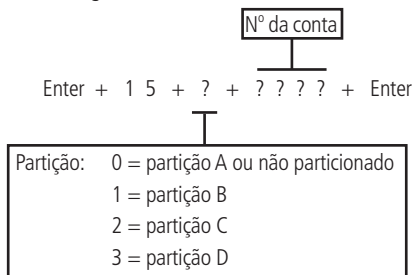 Nº da conta
Enter + 1 5 + ? + ? ? ? ? + Enter
Partição: 0 = partição A ou não particionado
1 = partição B
2 = partição C
3 = partição D